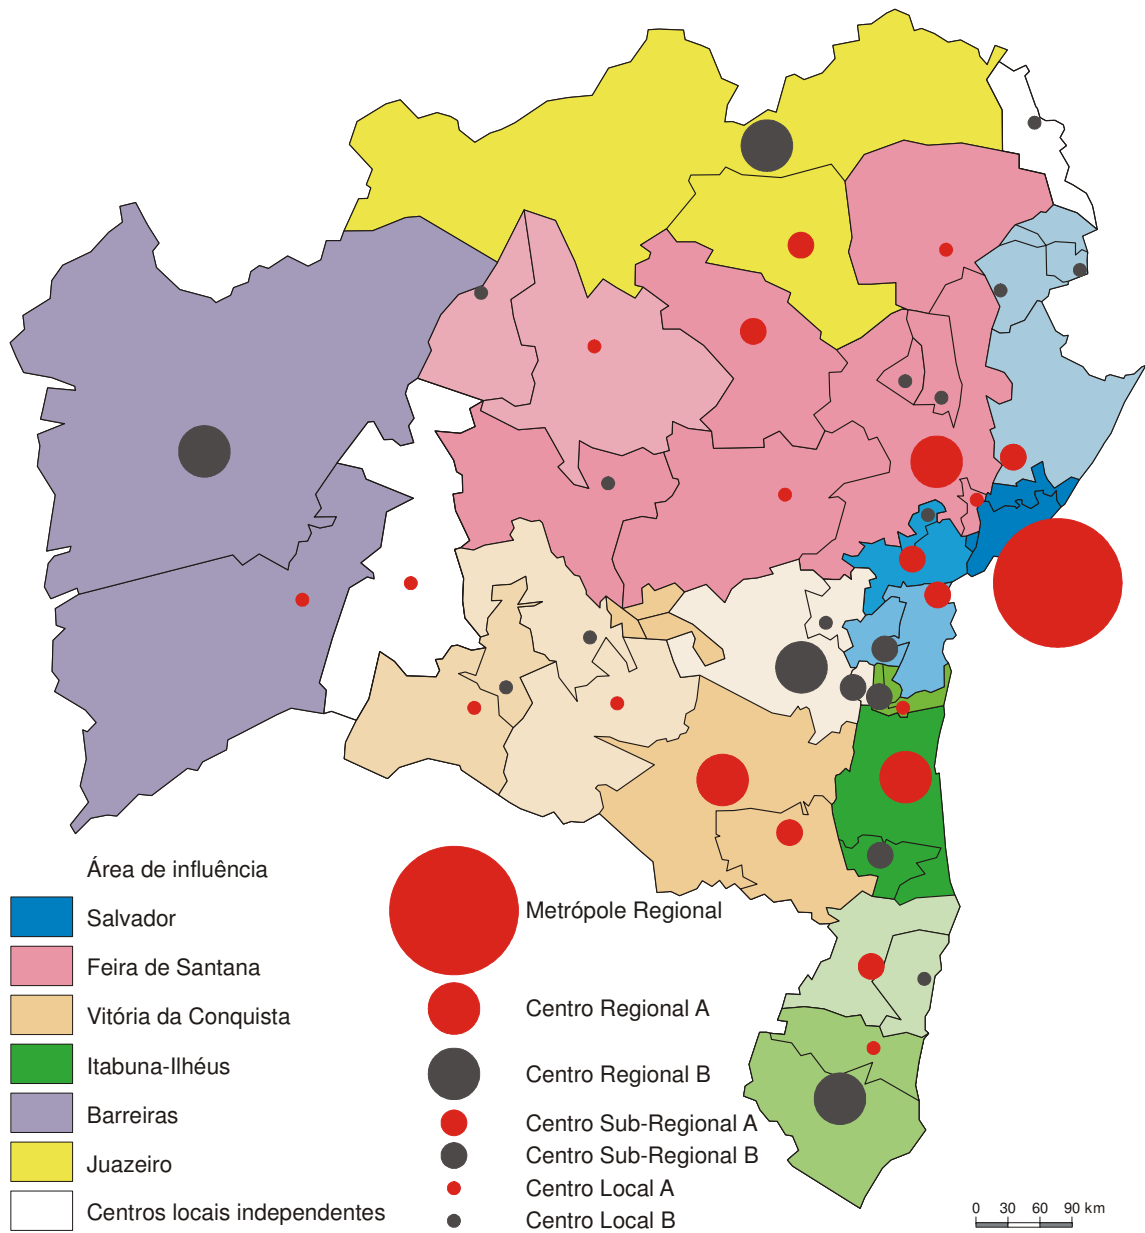 Área de influência
Salvador
Feira de Santana
Vitória da Conquista
Itabuna-Ilhéus
Barreiras
Juazeiro
Centros locais independentes
Metrópole Regional
Centro Regional A
Centro Regional B
Centro Sub-Regional A
Centro Sub-Regional B
Centro Local A
Centro Local B
0 30 60 90 km